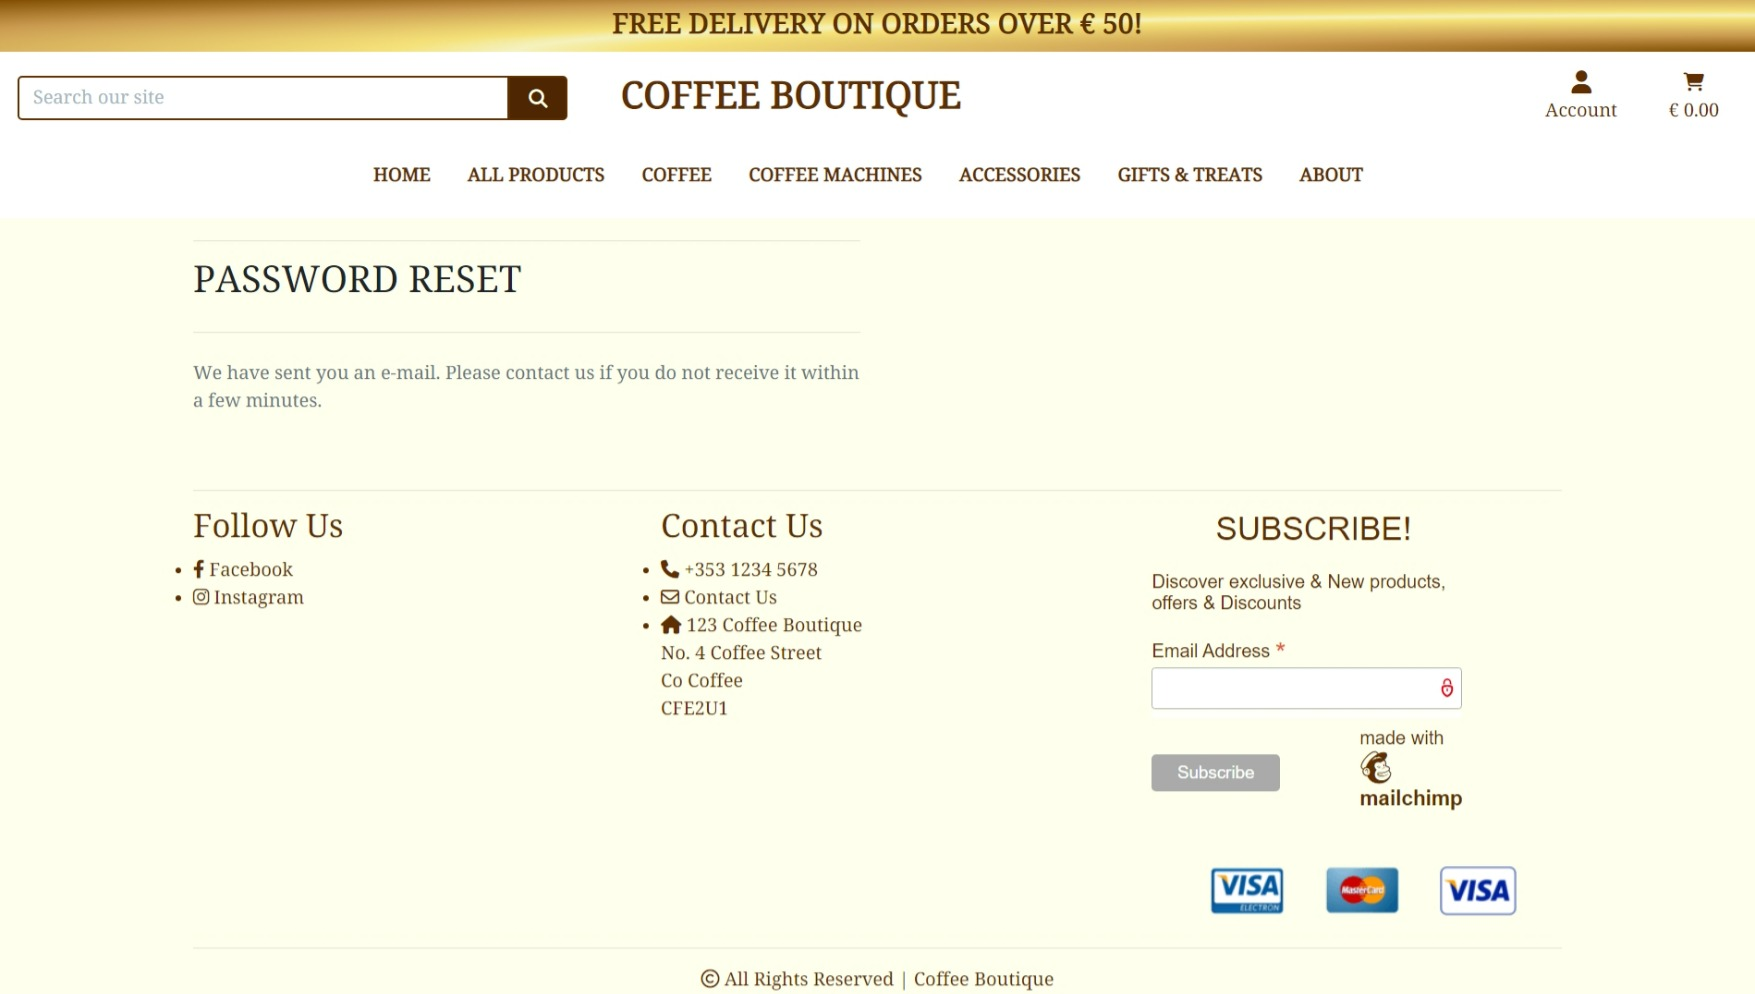 FREE DELIVERY ON ORDERS OVER € 50!
Search our site
COFFEE BOUTIQUE
Account
€ 0.00
HOME
ALL PRODUCTS
COFFEE
COFFEE MACHINES
ACCESSORIES
GIFTS & TREATS
ABOUT
PASSWORD RESET
We have sent you an e-mail. Please contact us if you do not receive it within
a few minutes.
Follow Us
Facebook
Instagram
Contact Us
+353 1234 5678
Contact Us
123 Coffee Boutique
No. 4 Coffee Street
Co Coffee
CFE2U1
SUBSCRIBE!
Discover exclusive & New products,
offers & Discounts
Email Address *
Subscribe
made with
mailchimp
VISA
ELECTRON
MasterCard
VISA
© All Rights Reserved | Coffee Boutique